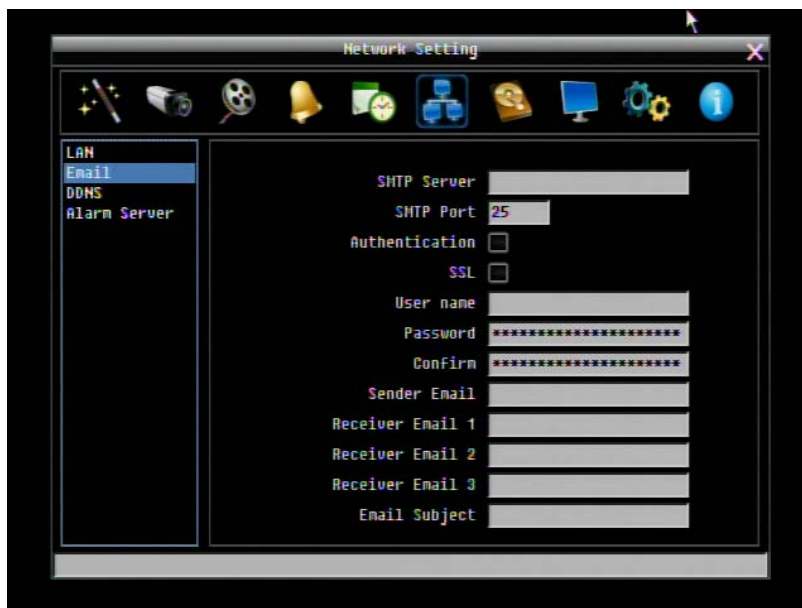 Network Setting
X
LAN
Email
DDNS
Alarm Server
SMTP Server
SMTP Port 25
Authentication
SSL
User name
Password *********************
Confirm *********************
Sender Email
Receiver Email 1
Receiver Email 2
Receiver Email 3
Email Subject